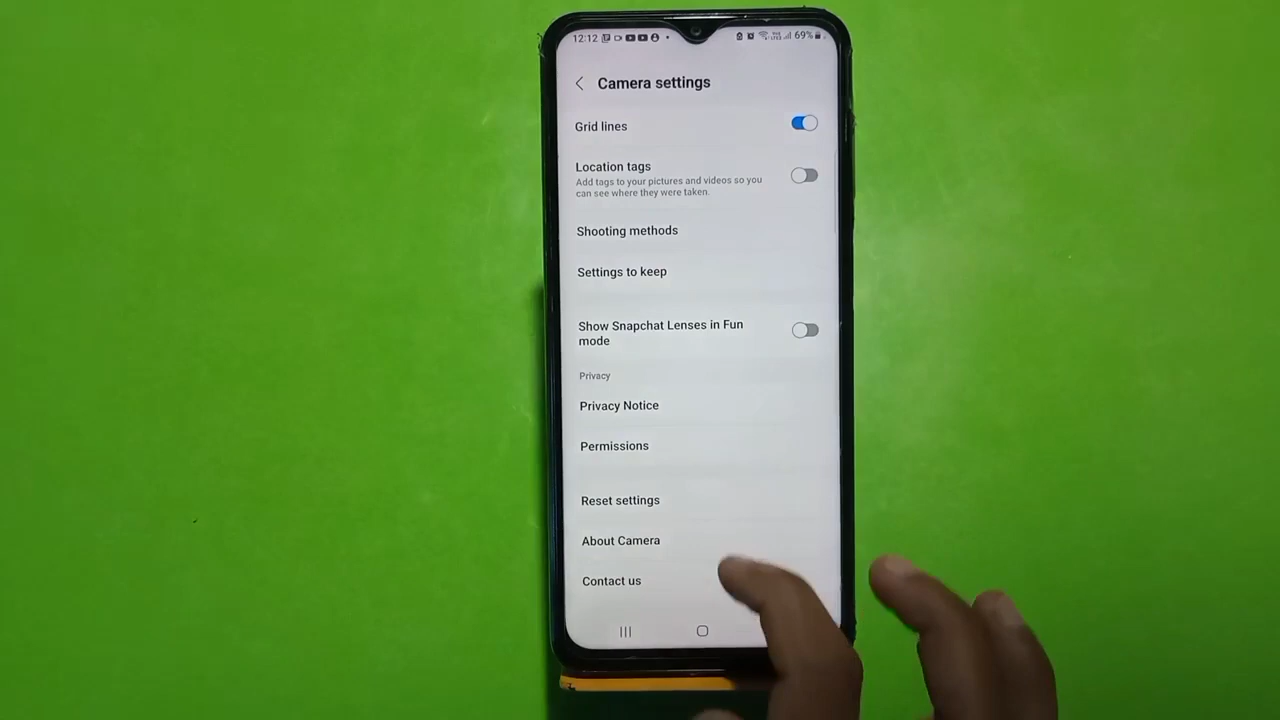 12:12
69%
Camera settings
Grid lines
Location tags
Add tags to your pictures and videos so you
can see where they were taken.
Shooting methods
Settings to keep
Show Snapchat Lenses in Fun
mode
Privacy
Privacy Notice
Permissions
Reset settings
About Camera
Contact us